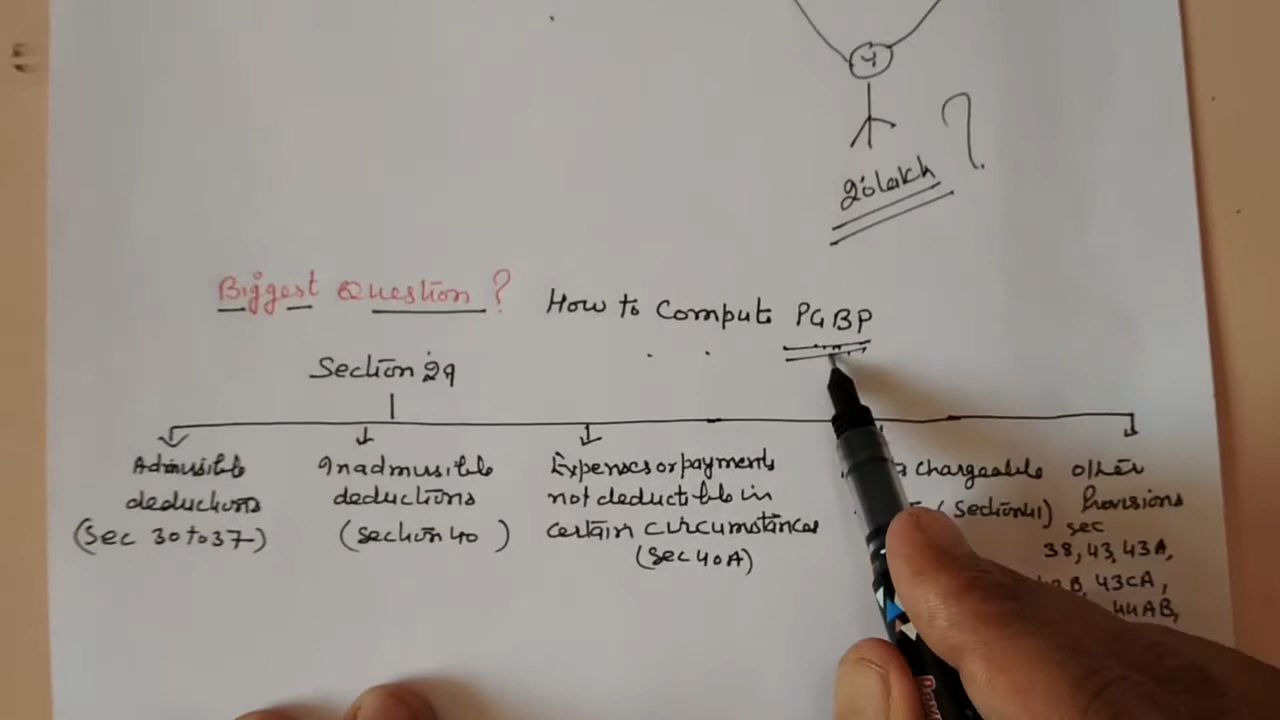 4
20 lakh ?
Biggest Question ? How to Compute PGBP
Section 29
Admissible
deductions
(Sec 30 to 37)
Inadmissible
deductions
(section 40)
Expenses or payments
not deductible in
certain circumstances
(Sec 40A)
chargeable
(Section 41)
other
Provisions
sec
38, 43, 43A,
B, 43CA,
44AB,